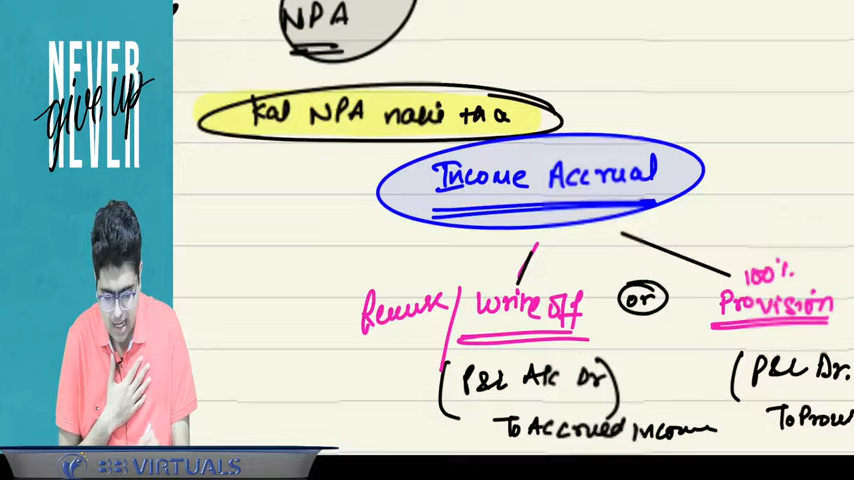 NPA
NEVER
give up
NEVER
Kal NPA nahi tha
Income Accrual
100%
Reverse / Write off
or
Provision
(P&L A/c Dr)
(P&L Dr.
To Accrued Income
To Prov
BB VIRTUALS